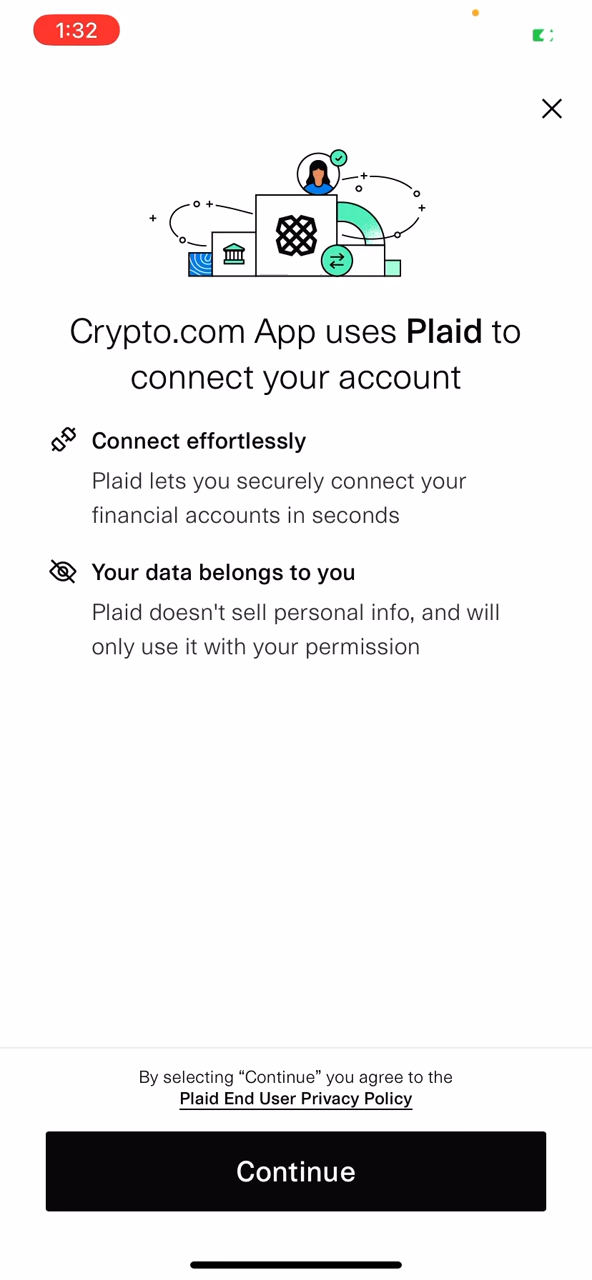 1:32
Crypto.com App uses Plaid to
connect your account
Connect effortlessly
Plaid lets you securely connect your
financial accounts in seconds
Your data belongs to you
Plaid doesn't sell personal info, and will
only use it with your permission
By selecting “Continue” you agree to the
Plaid End User Privacy Policy
Continue